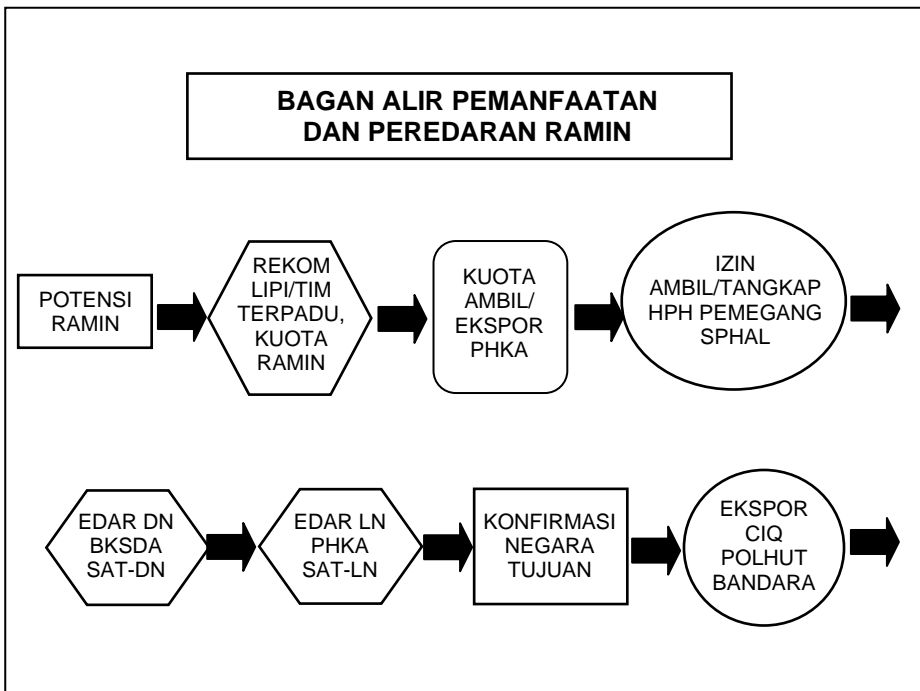 BAGAN ALIR PEMANFAATAN
DAN PEREDARAN RAMIN
POTENSI
RAMIN
REKOM
LIPI/TIM
TERPADU,
KUOTA
RAMIN
KUOTA
AMBIL/
EKSPOR
PHKA
IZIN
AMBIL/TANGKAP
HPH PEMEGANG
SPHAL
EDAR DN
BKSDA
SAT-DN
EDAR LN
PHKA
SAT-LN
KONFIRMASI
NEGARA
TUJUAN
EKSPOR
CIQ
POLHUT
BANDARA